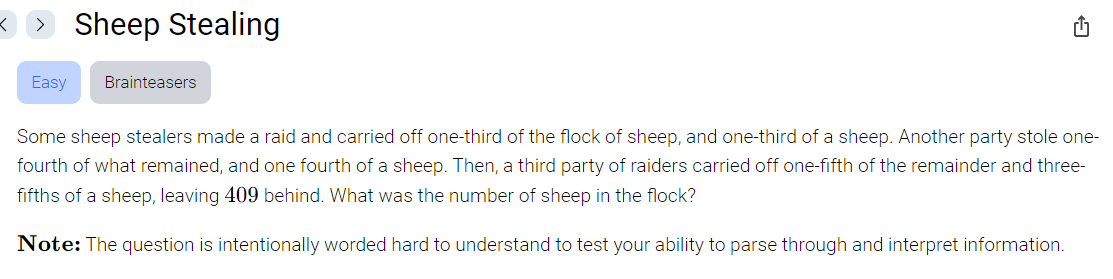 Sheep Stealing
Easy
Brainteasers
Some sheep stealers made a raid and carried off one-third of the flock of sheep, and one-third of a sheep. Another party stole one-
fourth of what remained, and one fourth of a sheep. Then, a third party of raiders carried off one-fifth of the remainder and three-
fifths of a sheep, leaving 409 behind. What was the number of sheep in the flock?
Note: The question is intentionally worded hard to understand to test your ability to parse through and interpret information.